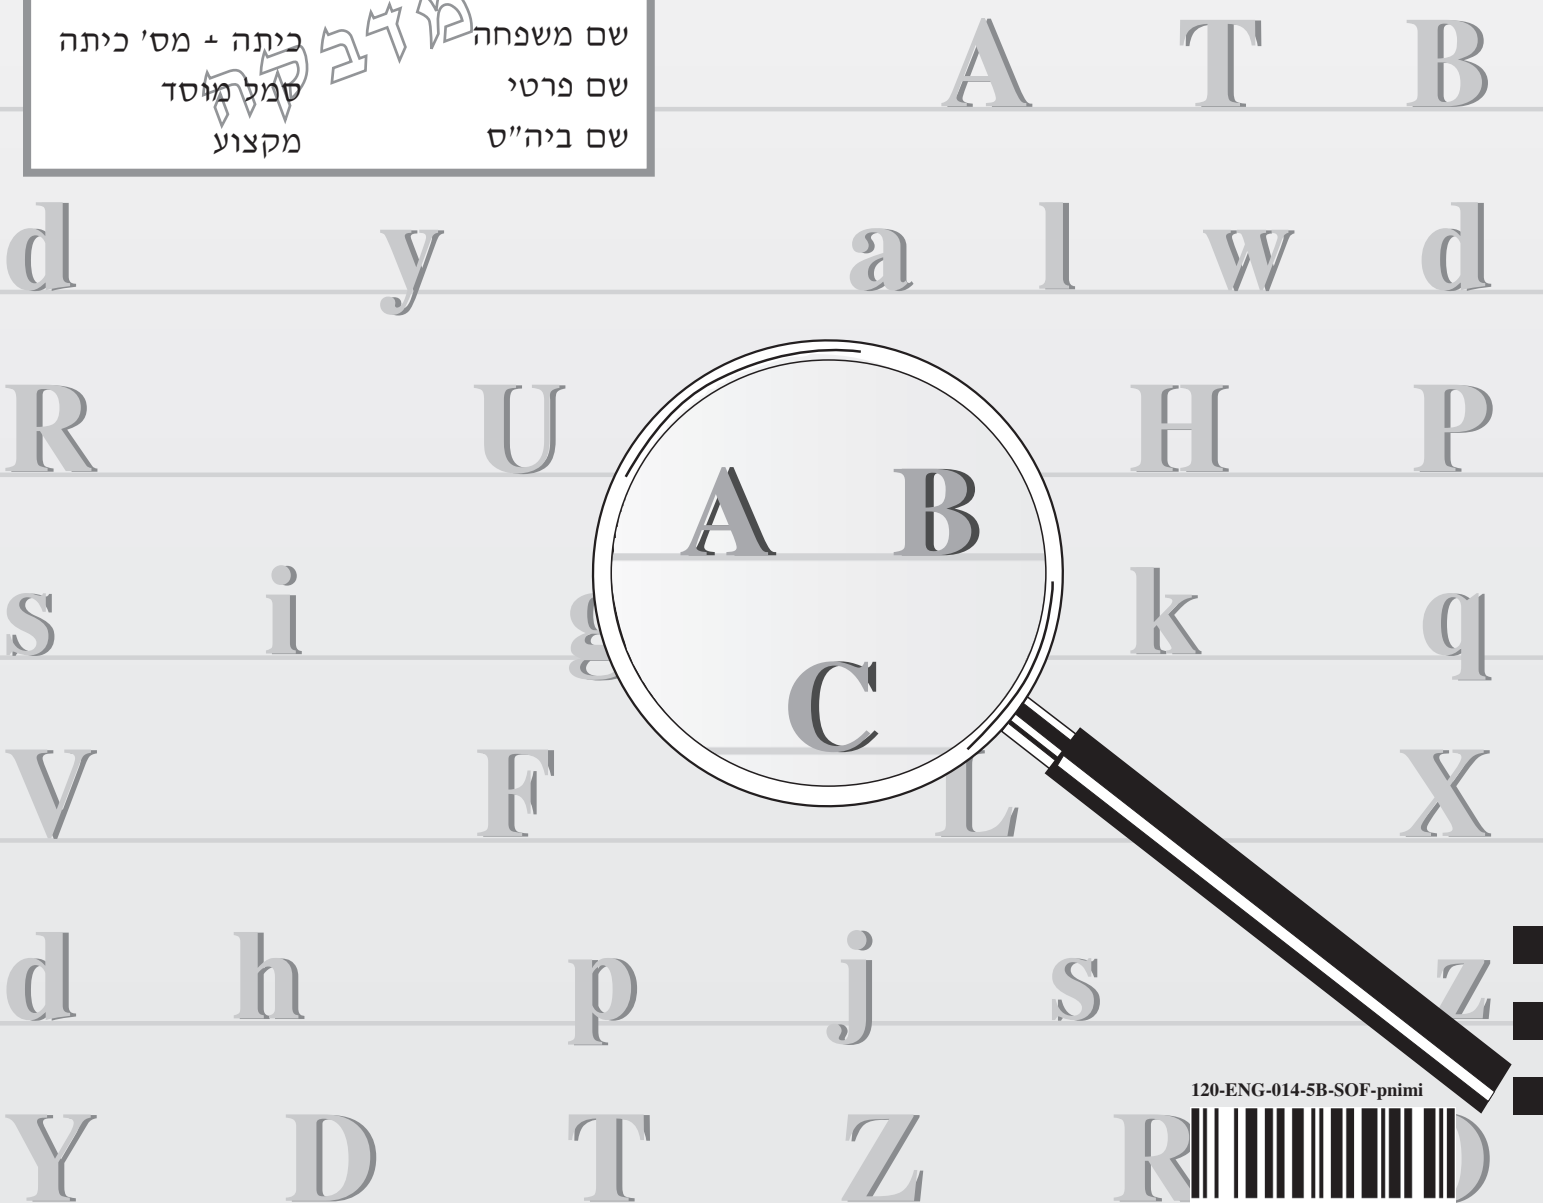 מדבקה
שם משפחה כיתה + מס' כיתה
שם פרטי סמל מוסד
שם ביה"ס מקצוע
A T B
d y a l w d
R U H P
A B
s i g k q
C
V F L X
d h p j s z
120-ENG-014-5B-SOF-pnimi
Y D T Z R